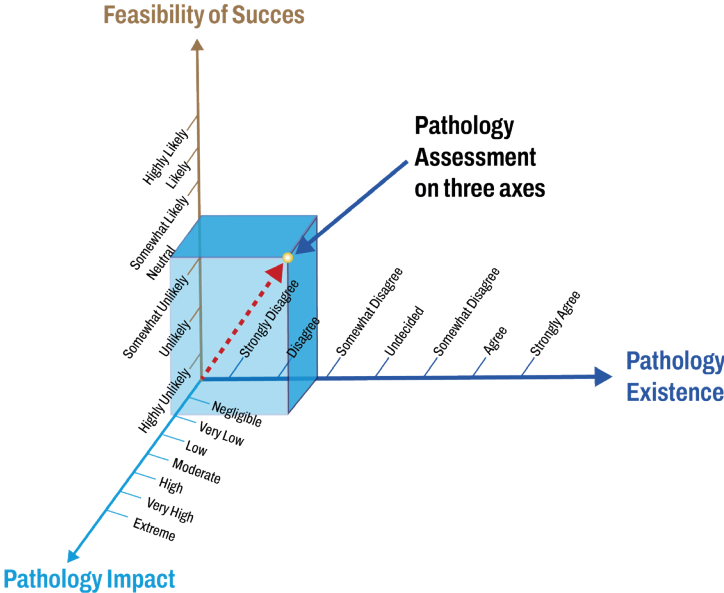 Feasibility of Succes
Highly Likely
Likely
Somewhat Likely
Neutral
Somewhat Unlikely
Unlikely
Highly Unlikely
Pathology
Assessment
on three axes
Strongly Disagree
Disagree
Somewhat Disagree
Undecided
Somewhat Disagree
Agree
Strongly Agree
Pathology
Existence
Negligible
Very Low
Low
Moderate
High
Very High
Extreme
Pathology Impact